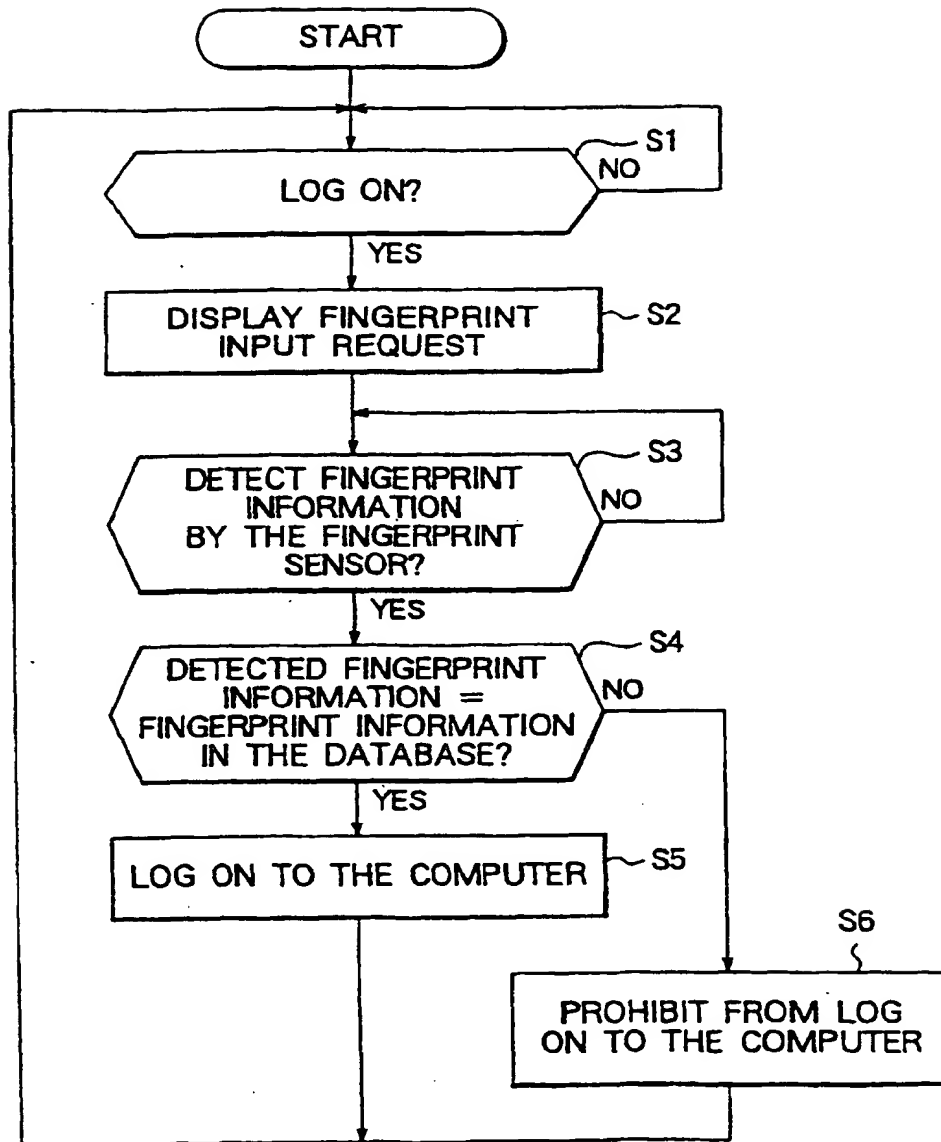 START
S1
NO
LOG ON?
YES
DISPLAY FINGERPRINT
INPUT REQUEST
S2
S3
DETECT FINGERPRINT
INFORMATION
BY THE FINGERPRINT
SENSOR?
NO
YES
S4
DETECTED FINGERPRINT
INFORMATION =
FINGERPRINT INFORMATION
IN THE DATABASE?
NO
YES
LOG ON TO THE COMPUTER
S5
S6
PROHIBIT FROM LOG
ON TO THE COMPUTER